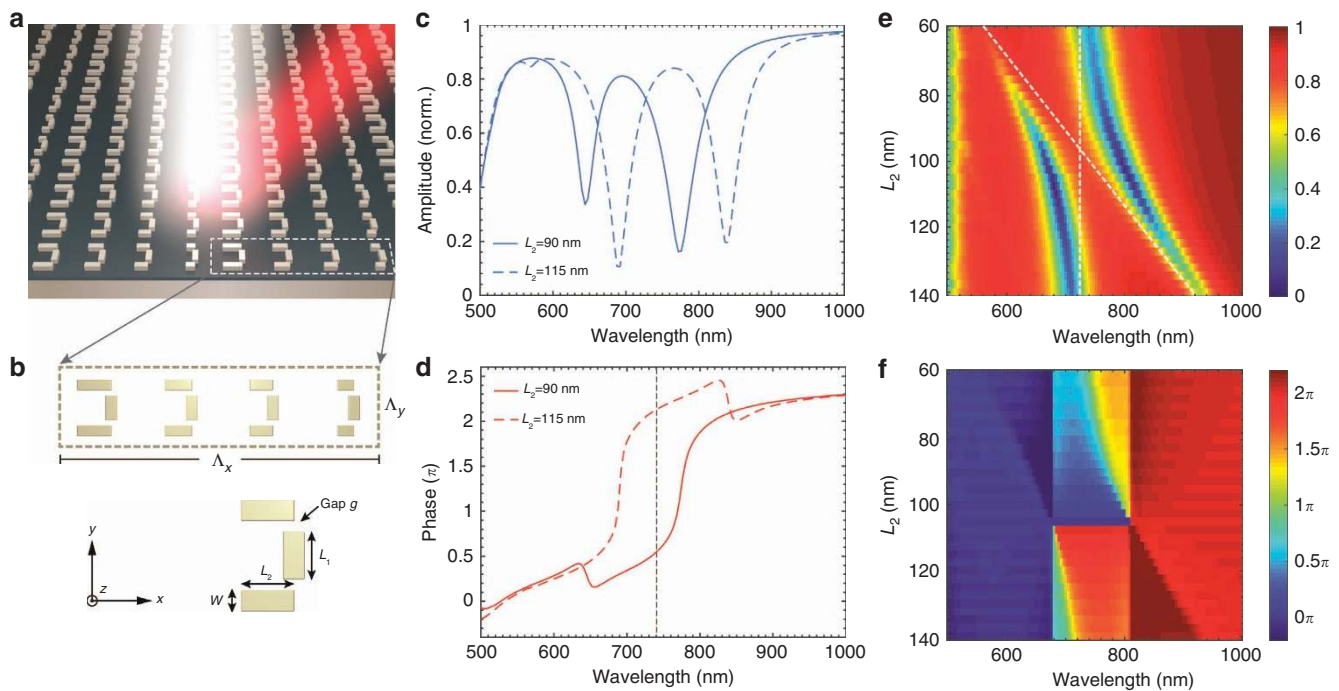 a
b
Λx
Λy
Gap g
L1
L2
W
y
z
x
c
Amplitude (norm.)
1
0.8
0.6
0.4
0.2
0
L2=90 nm
L2=115 nm
500 600 700 800 900 1000
Wavelength (nm)
d
Phase (π)
2.5
2
1.5
1
0.5
0
L2=90 nm
L2=115 nm
500 600 700 800 900 1000
Wavelength (nm)
e
L2 (nm)
60
80
100
120
140
600 800 1000
Wavelength (nm)
1
0.8
0.6
0.4
0.2
0
f
L2 (nm)
60
80
100
120
140
600 800 1000
Wavelength (nm)
2π
1.5π
1π
0.5π
0π